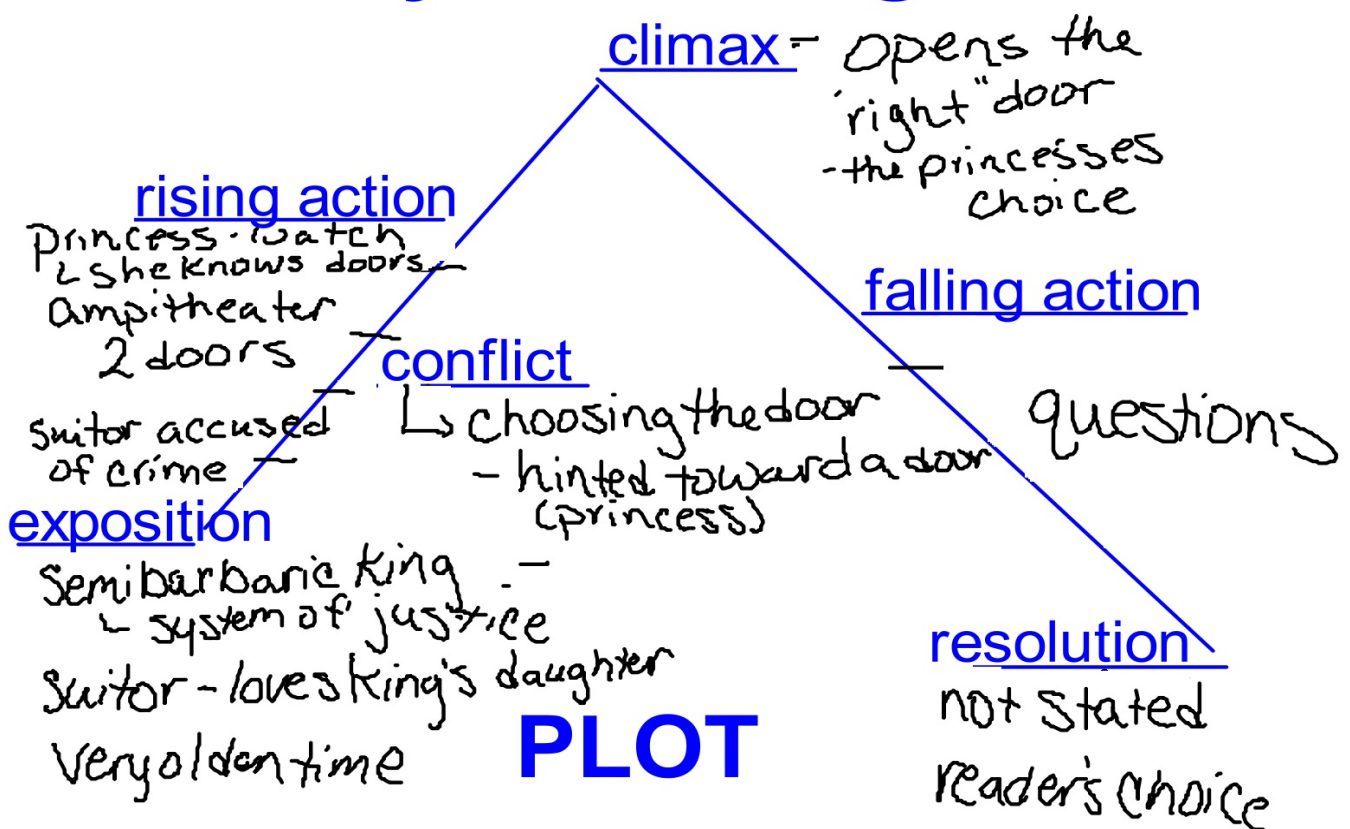 climax - Opens the
"right" door
- the princesses
choice
rising action
Princess - watch
she knows doors
ampitheater
2 doors
suitor accused
of crime
conflict
choosing the door
- hinted toward a door
(princess)
falling action
questions
exposition
Semi barbaric king
- system of justice
Suitor - loves king's daughter
Very olden time
PLOT
resolution
not stated
reader's choice